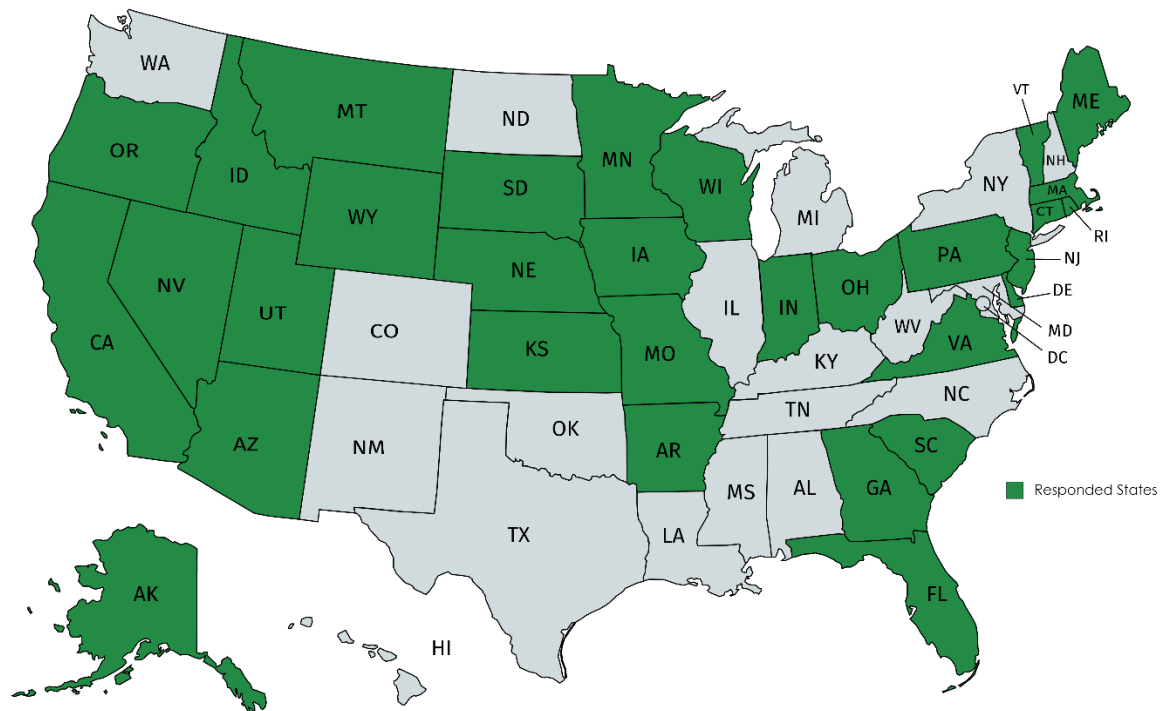 WA
MT
ND
MN
VT
ME
OR
ID
SD
WI
NH
NY
WY
MI
MA
CT
RI
IA
PA
NJ
NE
NV
UT
IL
IN
OH
DE
CA
CO
KS
MO
WV
MD
VA
DC
KY
NC
TN
AZ
NM
OK
AR
SC
MS
AL
GA
Responded States
TX
LA
AK
FL
HI